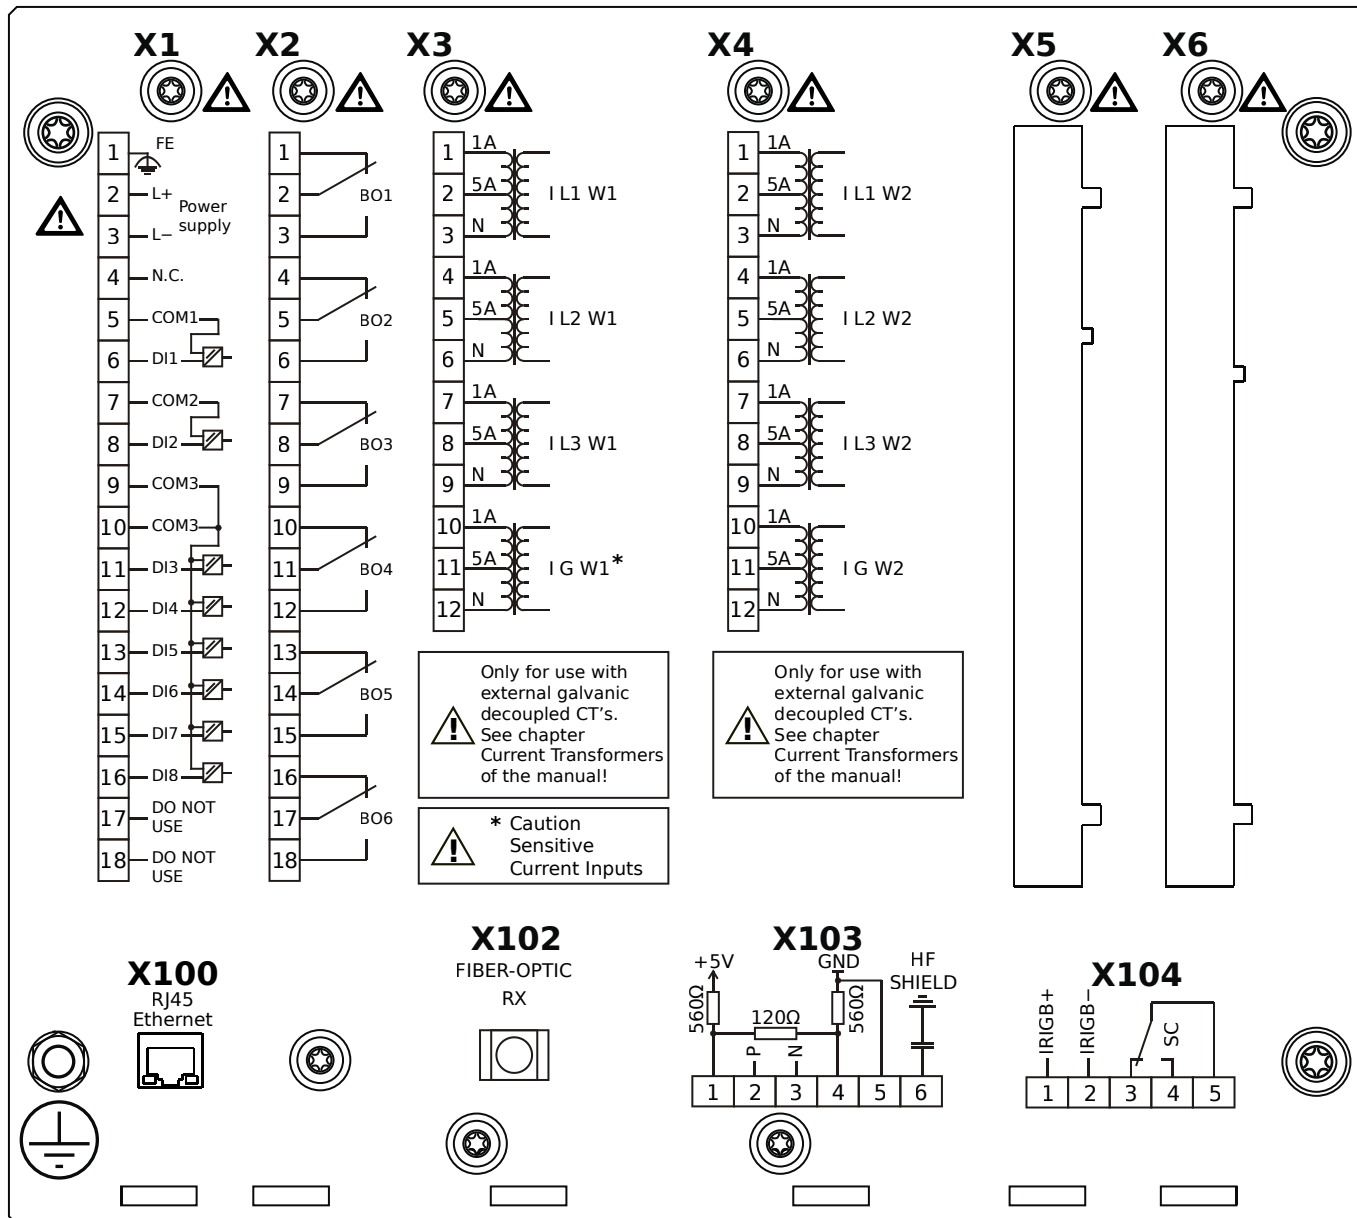 X1
X2
X3
X4
X5
X6
1 FE
2 L+
Power
supply
3 L−
4 N.C.
5 COM1
6 DI1
7 COM2
8 DI2
9 COM3
10 COM3
11 DI3
12 DI4
13 DI5
14 DI6
15 DI7
16 DI8
17 DO NOT
USE
18 DO NOT
USE
1
2 BO1
3
4
5 BO2
6
7
8 BO3
9
10
11 BO4
12
13
14 BO5
15
16
17 BO6
18
1 1A
2 5A I L1 W1
3 N
4 1A
5 5A I L2 W1
6 N
7 1A
8 5A I L3 W1
9 N
10 1A
11 5A I G W1*
12 N
Only for use with
external galvanic
decoupled CT's.
See chapter
Current Transformers
of the manual!
* Caution
Sensitive
Current Inputs
1 1A
2 5A I L1 W2
3 N
4 1A
5 5A I L2 W2
6 N
7 1A
8 5A I L3 W2
9 N
10 1A
11 5A I G W2
12 N
Only for use with
external galvanic
decoupled CT's.
See chapter
Current Transformers
of the manual!
X100
RJ45
Ethernet
X102
FIBER-OPTIC
RX
X103
+5V
GND
HF
SHIELD
560Ω
120Ω
560Ω
P
N
1 2 3 4 5 6
X104
IRIGB+
IRIGB−
SC
1 2 3 4 5